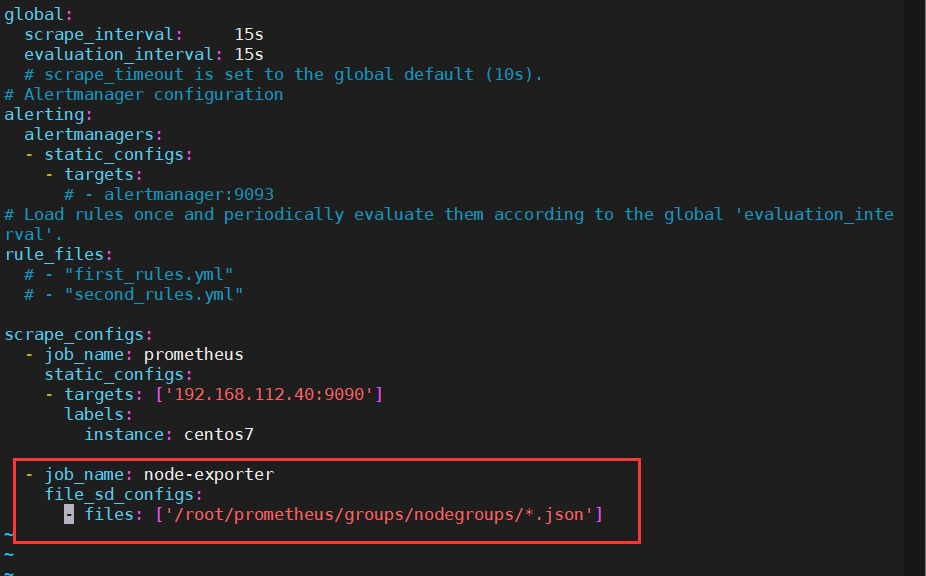 global:
  scrape_interval:     15s
  evaluation_interval: 15s
  # scrape_timeout is set to the global default (10s).
# Alertmanager configuration
alerting:
  alertmanagers:
  - static_configs:
    - targets:
      # - alertmanager:9093
# Load rules once and periodically evaluate them according to the global 'evaluation_inte
rval'.
rule_files:
  # - "first_rules.yml"
  # - "second_rules.yml"

scrape_configs:
  - job_name: prometheus
    static_configs:
    - targets: ['192.168.112.40:9090']
      labels:
        instance: centos7

  - job_name: node-exporter
    file_sd_configs:
      - files: ['/root/prometheus/groups/nodegroups/*.json']
~
~
~